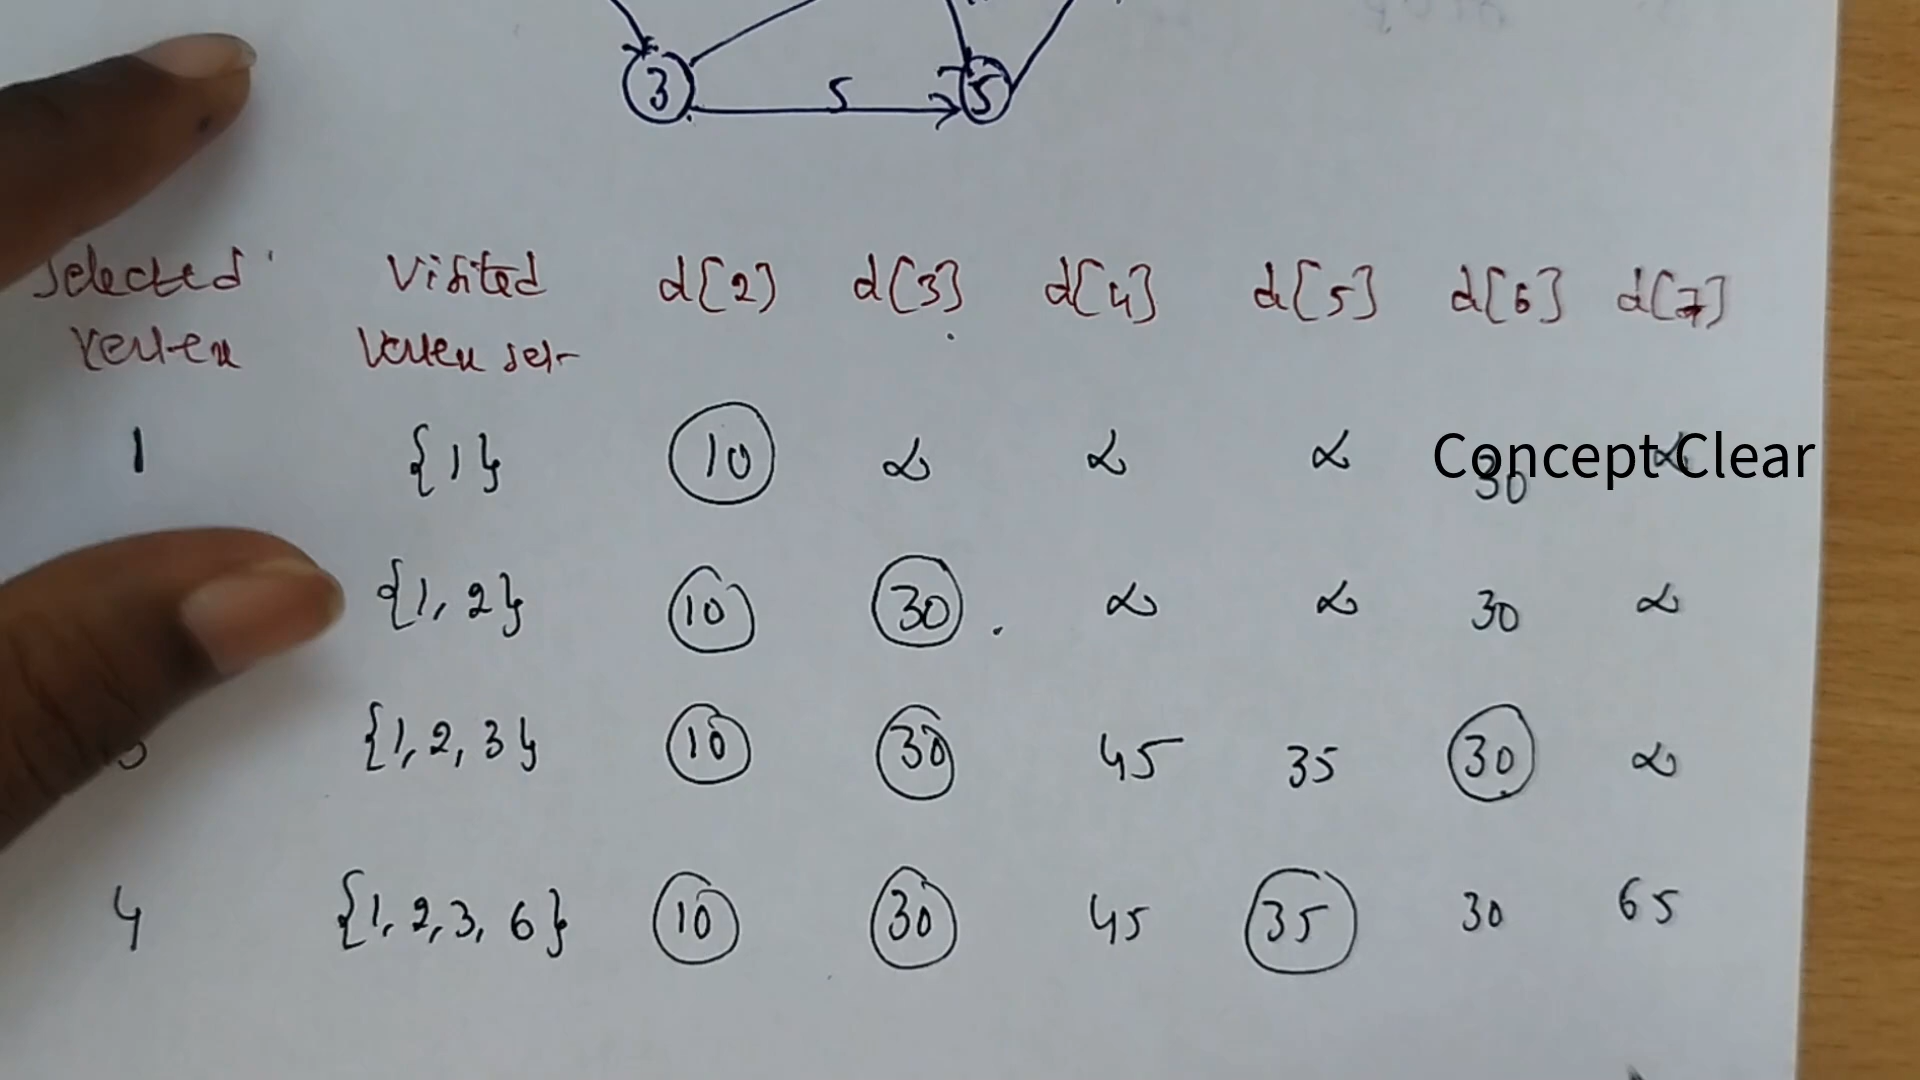 3 5 5
Selected Visited d[2] d[3] d[4] d[5] d[6] d[7]
Vertex Vertex set
1 {1} 10 ∞ ∞ ∞ 30 ∞
Concept Clear
{1, 2} 10 30 ∞ ∞ 30 ∞
3 {1, 2, 3} 10 30 45 35 30 ∞
4 {1, 2, 3, 6} 10 30 45 35 30 65